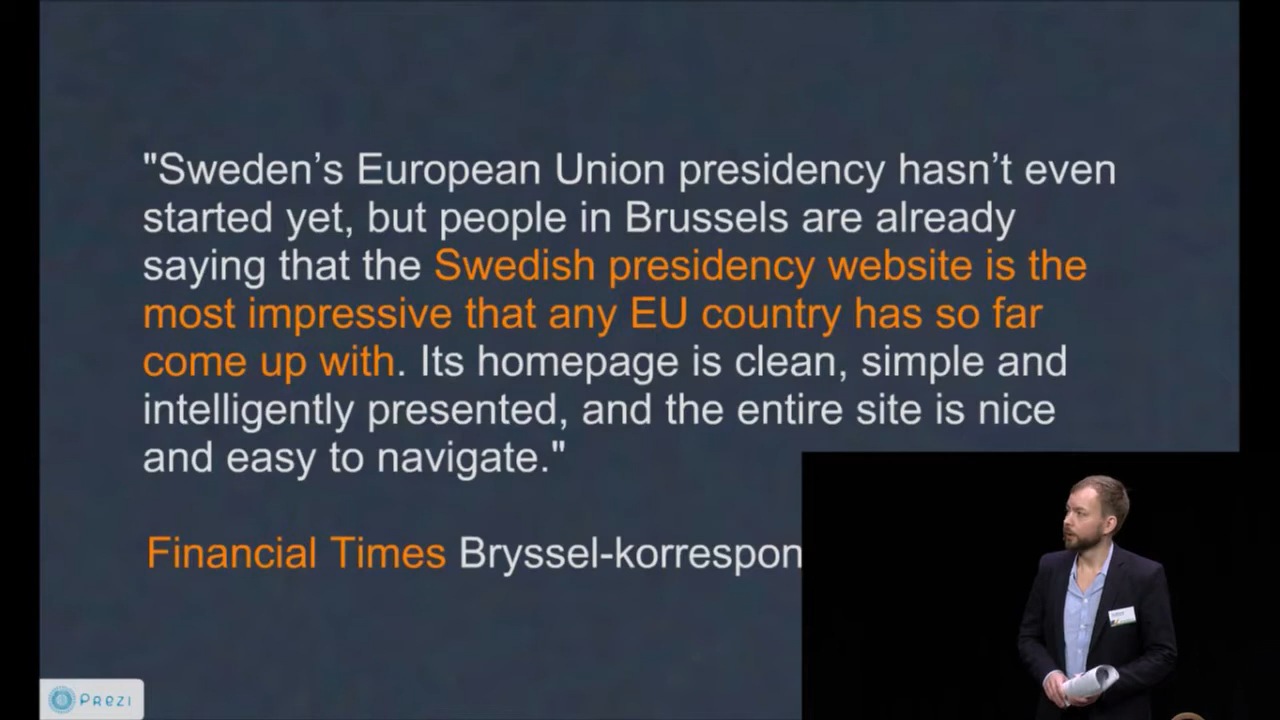 "Sweden’s European Union presidency hasn’t even
started yet, but people in Brussels are already
saying that the Swedish presidency website is the
most impressive that any EU country has so far
come up with. Its homepage is clean, simple and
intelligently presented, and the entire site is nice
and easy to navigate."
Financial Times Bryssel-korrespon
Prezi